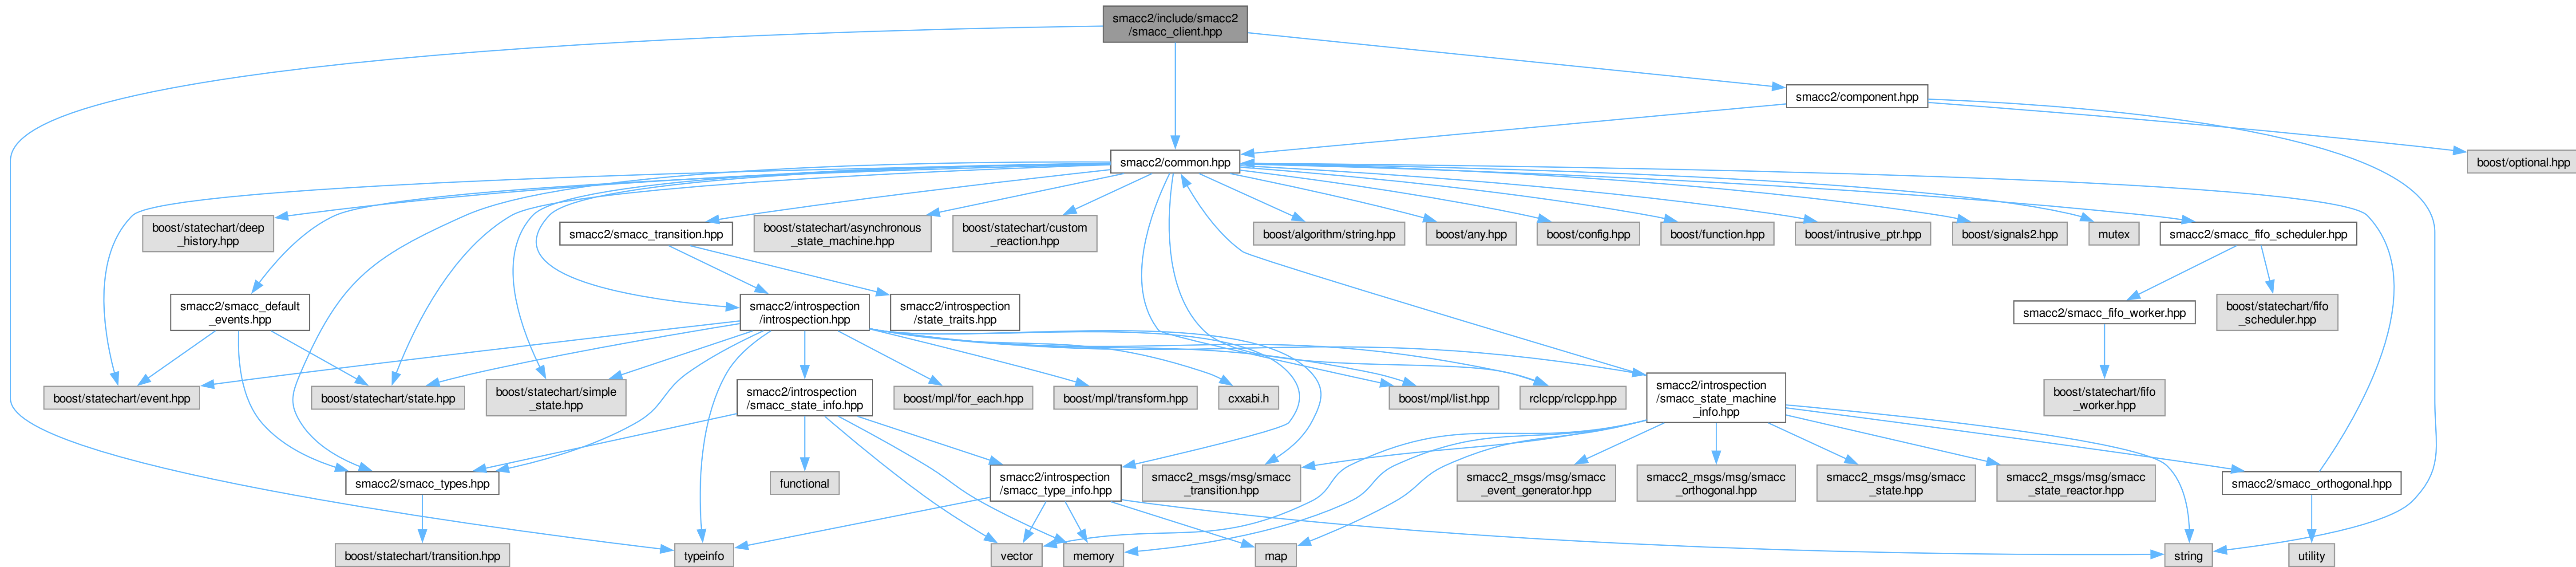 smacc2/include/smacc2
/smacc_client.hpp
smacc2/component.hpp
smacc2/common.hpp
boost/optional.hpp
boost/statechart/deep
_history.hpp
smacc2/smacc_transition.hpp
boost/statechart/asynchronous
_state_machine.hpp
boost/statechart/custom
_reaction.hpp
boost/algorithm/string.hpp
boost/any.hpp
boost/config.hpp
boost/function.hpp
boost/intrusive_ptr.hpp
boost/signals2.hpp
mutex
smacc2/smacc_fifo_scheduler.hpp
smacc2/smacc_default
_events.hpp
smacc2/introspection
/introspection.hpp
smacc2/introspection
/state_traits.hpp
smacc2/smacc_fifo_worker.hpp
boost/statechart/fifo
_scheduler.hpp
boost/statechart/event.hpp
boost/statechart/state.hpp
boost/statechart/simple
_state.hpp
smacc2/introspection
/smacc_state_info.hpp
boost/mpl/for_each.hpp
boost/mpl/transform.hpp
cxxabi.h
boost/mpl/list.hpp
rclcpp/rclcpp.hpp
smacc2/introspection
/smacc_state_machine
_info.hpp
boost/statechart/fifo
_worker.hpp
smacc2/smacc_types.hpp
functional
smacc2/introspection
/smacc_type_info.hpp
smacc2_msgs/msg/smacc
_transition.hpp
smacc2_msgs/msg/smacc
_event_generator.hpp
smacc2_msgs/msg/smacc
_orthogonal.hpp
smacc2_msgs/msg/smacc
_state.hpp
smacc2_msgs/msg/smacc
_state_reactor.hpp
smacc2/smacc_orthogonal.hpp
boost/statechart/transition.hpp
typeinfo
vector
memory
map
string
utility